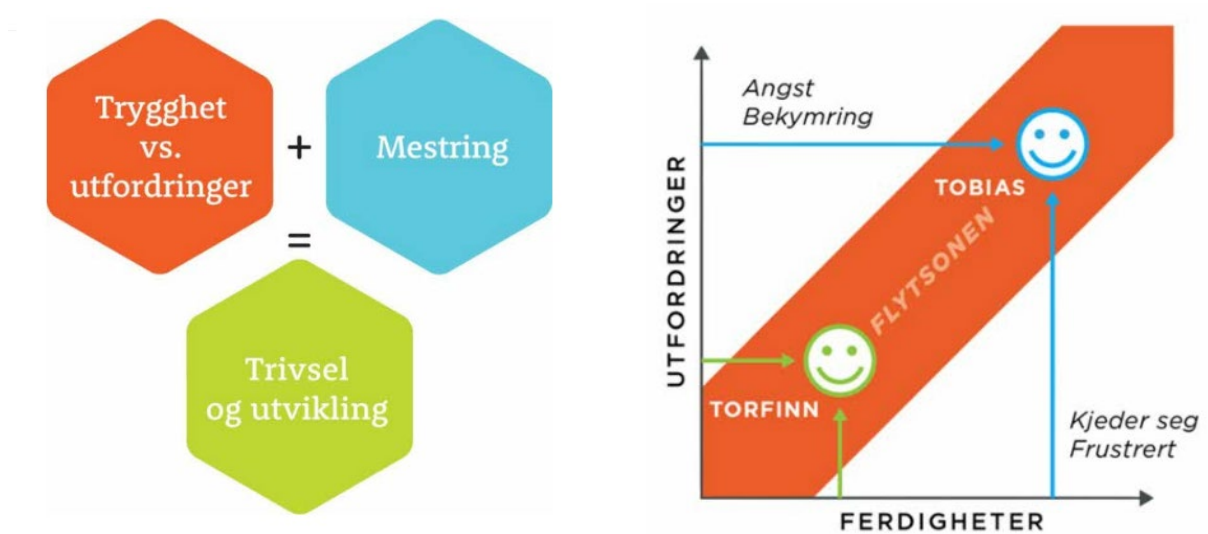 Trygghet
vs.
utfordringer
+
Mestring
=
Trivsel
og utvikling
UTFORDRINGER
Angst
Bekymring
TOBIAS
FLYTSONEN
TORFINN
Kjeder seg
Frustrert
FERDIGHETER